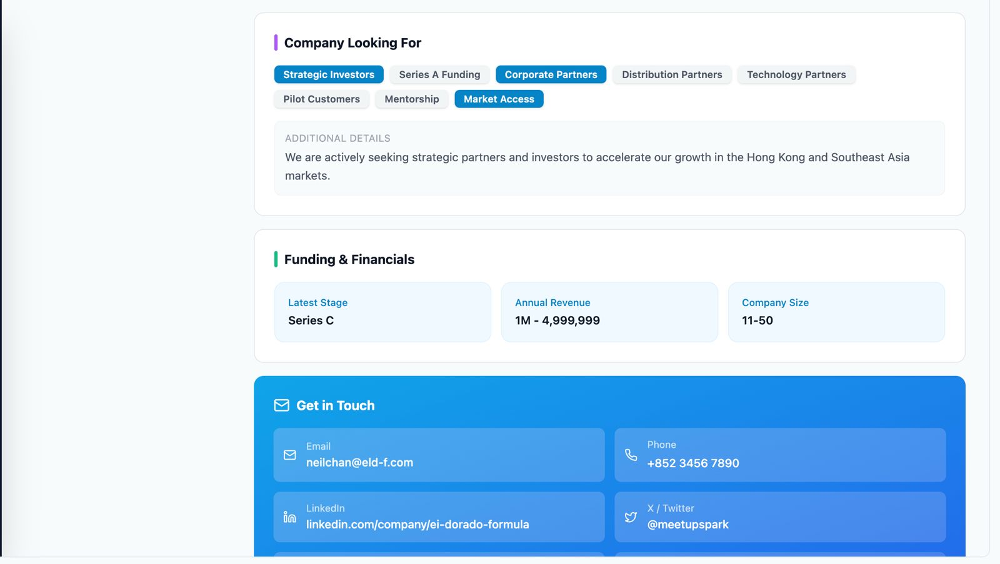 Company Looking For
Strategic Investors Series A Funding Corporate Partners Distribution Partners Technology Partners
Pilot Customers Mentorship Market Access
ADDITIONAL DETAILS
We are actively seeking strategic partners and investors to accelerate our growth in the Hong Kong and Southeast Asia
markets.
Funding & Financials
Latest Stage Annual Revenue Company Size
Series C 1M - 4,999,999 11-50
Get in Touch
Email Phone
neilchan@eld-f.com +852 3456 7890
LinkedIn X / Twitter
linkedin.com/company/ei-dorado-formula @meetupspark